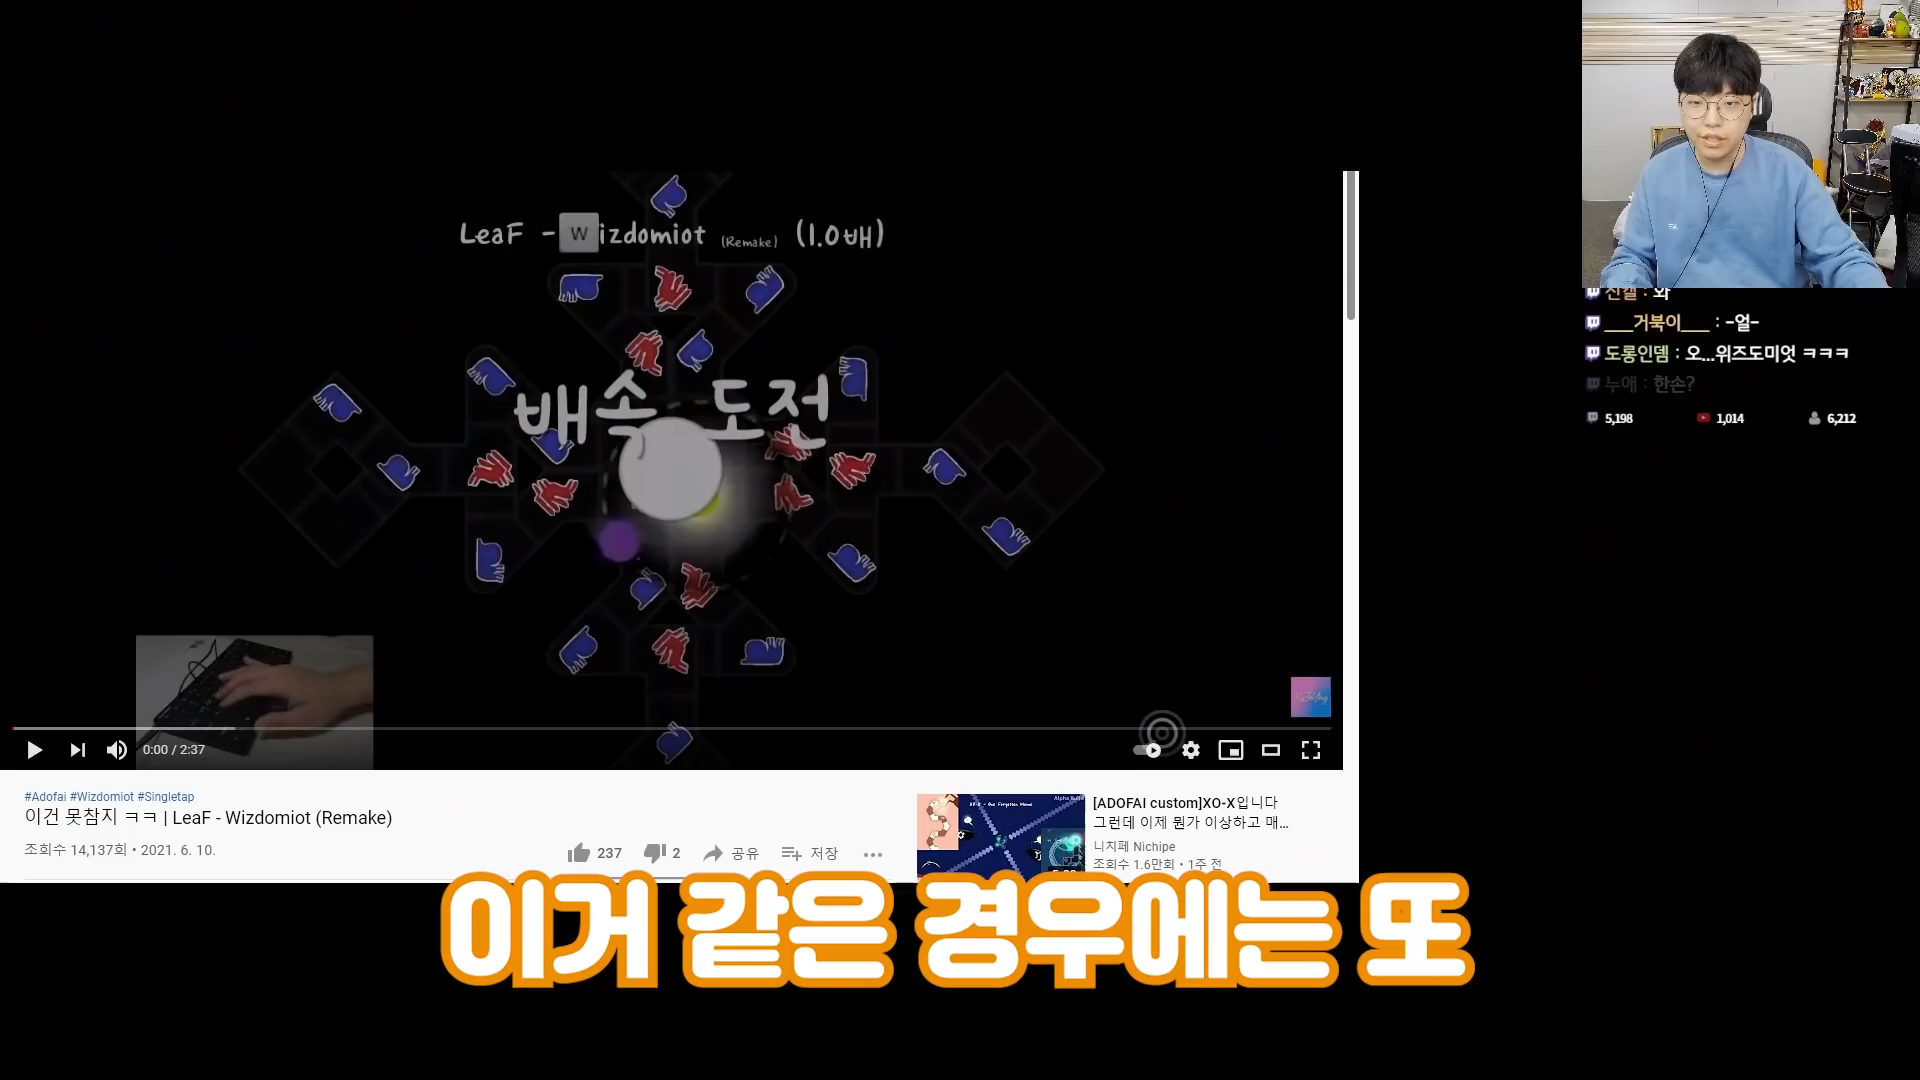 LeaF - Wizdomiot (Remake) (1.0배)
배속 도전
0:00 / 2:37
#Adofai #Wizdomiot #Singletap
이건 못참지 ㅋㅋ | LeaF - Wizdomiot (Remake)
조회수 14,137회 • 2021. 6. 10.
237
2
공유
저장
[ADOFAI custom]XO-X입니다
그런데 이제 뭔가 이상하고 매...
니치페 Nichipe
조회수 1.6만회 • 1주 전
: 와
___거북이___ : -얼-
도롱인뎀 : 오...위즈도미엇 ㅋㅋㅋ
누애 : 한손?
5,198
1,014
6,212
이거 같은 경우에는 또